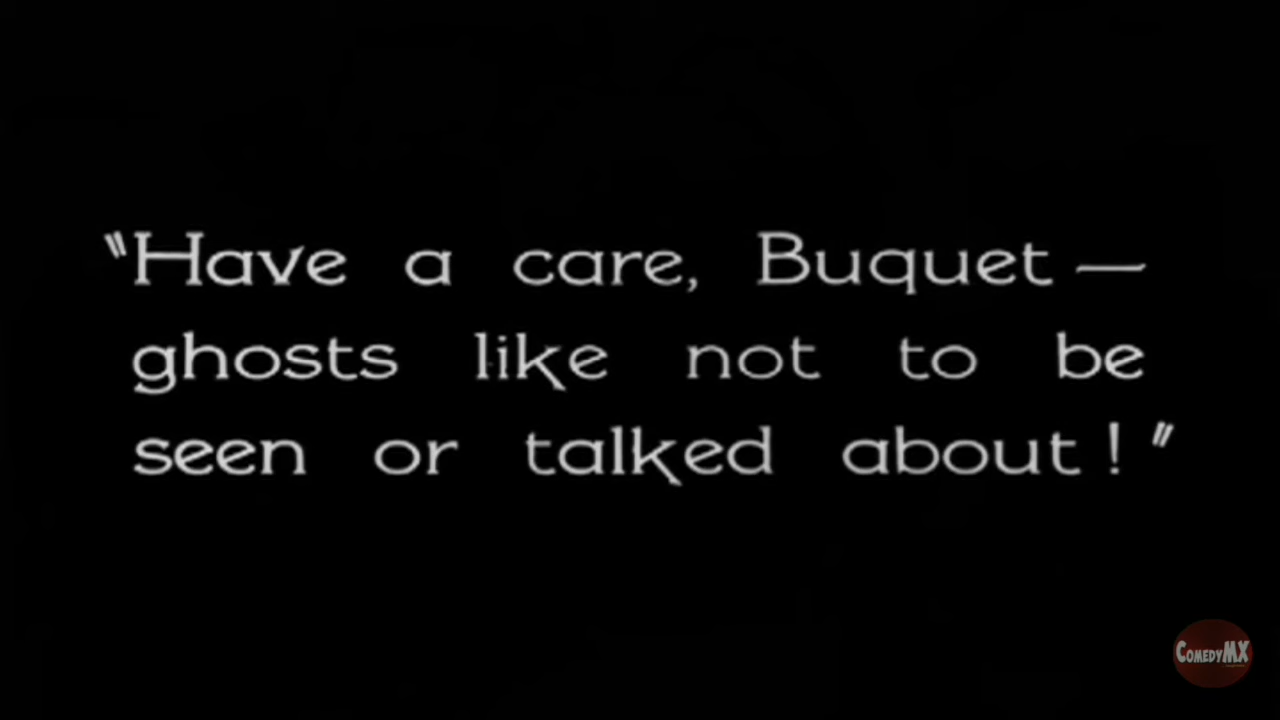 “Have a care, Buquet —
ghosts like not to be
seen or talked about!”
COMEDYMX